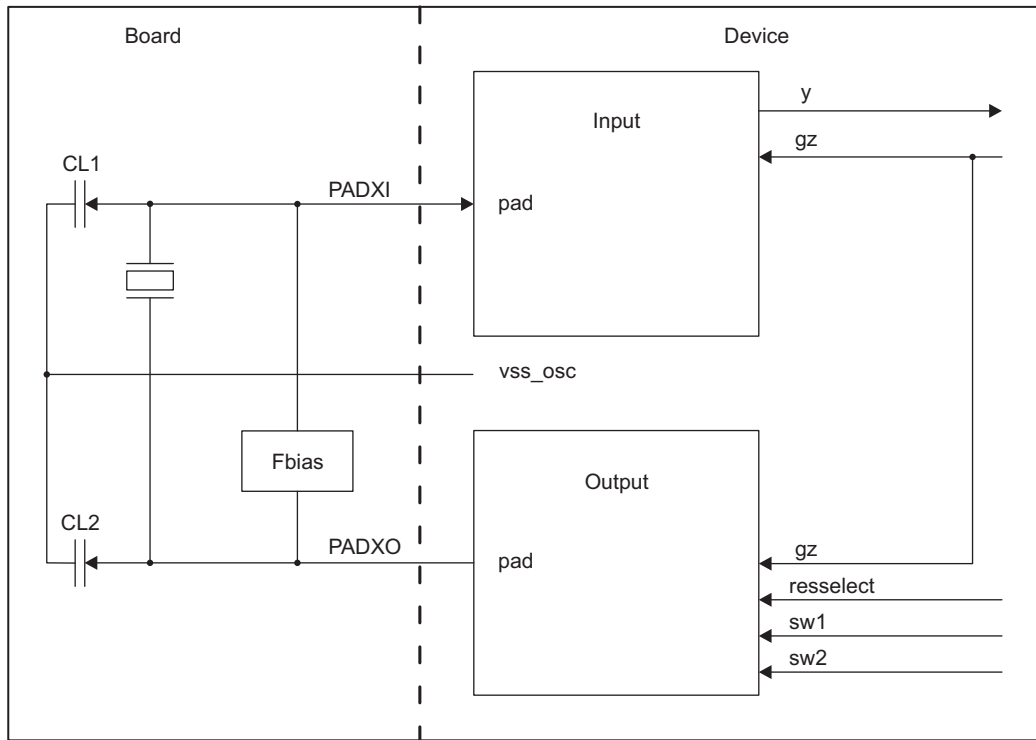 Board
Device
Input
y
gz
CL1
PADXI
pad
vss_osc
Fbias
Output
CL2
PADXO
pad
gz
resselect
sw1
sw2